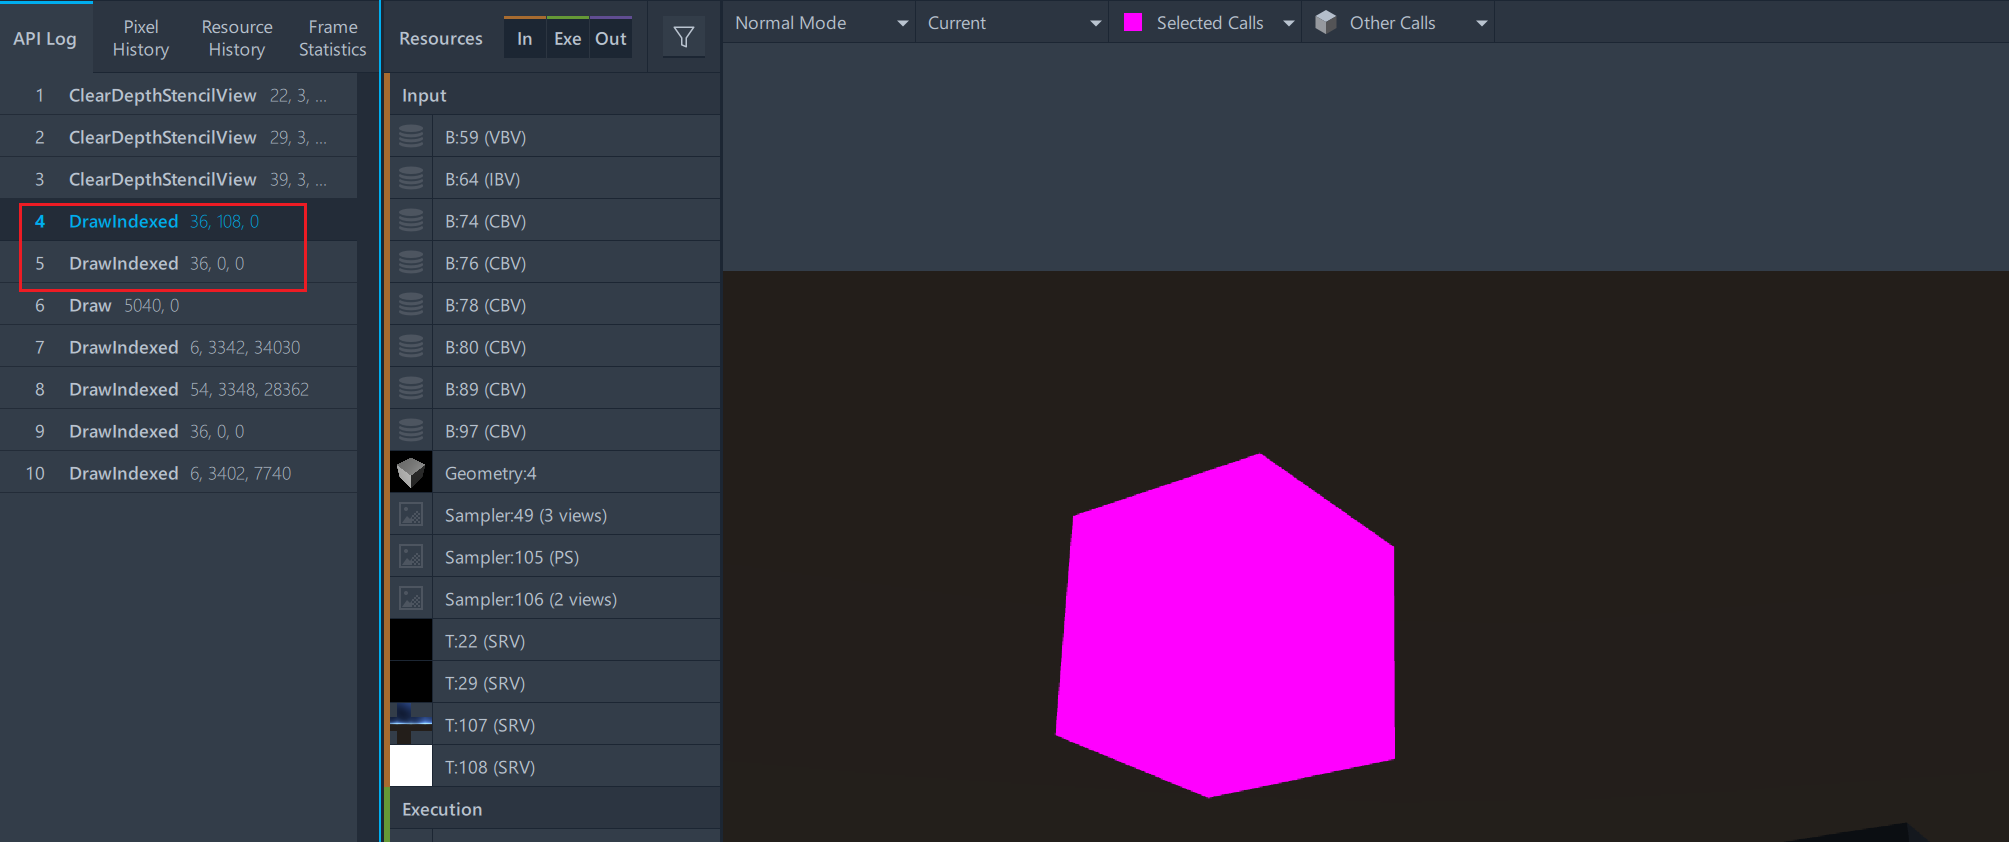 API Log
Pixel
History
Resource
History
Frame
Statistics
1 ClearDepthStencilView 22, 3, ...
2 ClearDepthStencilView 29, 3, ...
3 ClearDepthStencilView 39, 3, ...
4 DrawIndexed 36, 108, 0
5 DrawIndexed 36, 0, 0
6 Draw 5040, 0
7 DrawIndexed 6, 3342, 34030
8 DrawIndexed 54, 3348, 28362
9 DrawIndexed 36, 0, 0
10 DrawIndexed 6, 3402, 7740
Resources In Exe Out
Input
B:59 (VBV)
B:64 (IBV)
B:74 (CBV)
B:76 (CBV)
B:78 (CBV)
B:80 (CBV)
B:89 (CBV)
B:97 (CBV)
Geometry:4
Sampler:49 (3 views)
Sampler:105 (PS)
Sampler:106 (2 views)
T:22 (SRV)
T:29 (SRV)
T:107 (SRV)
T:108 (SRV)
Execution
Normal Mode Current Selected Calls Other Calls